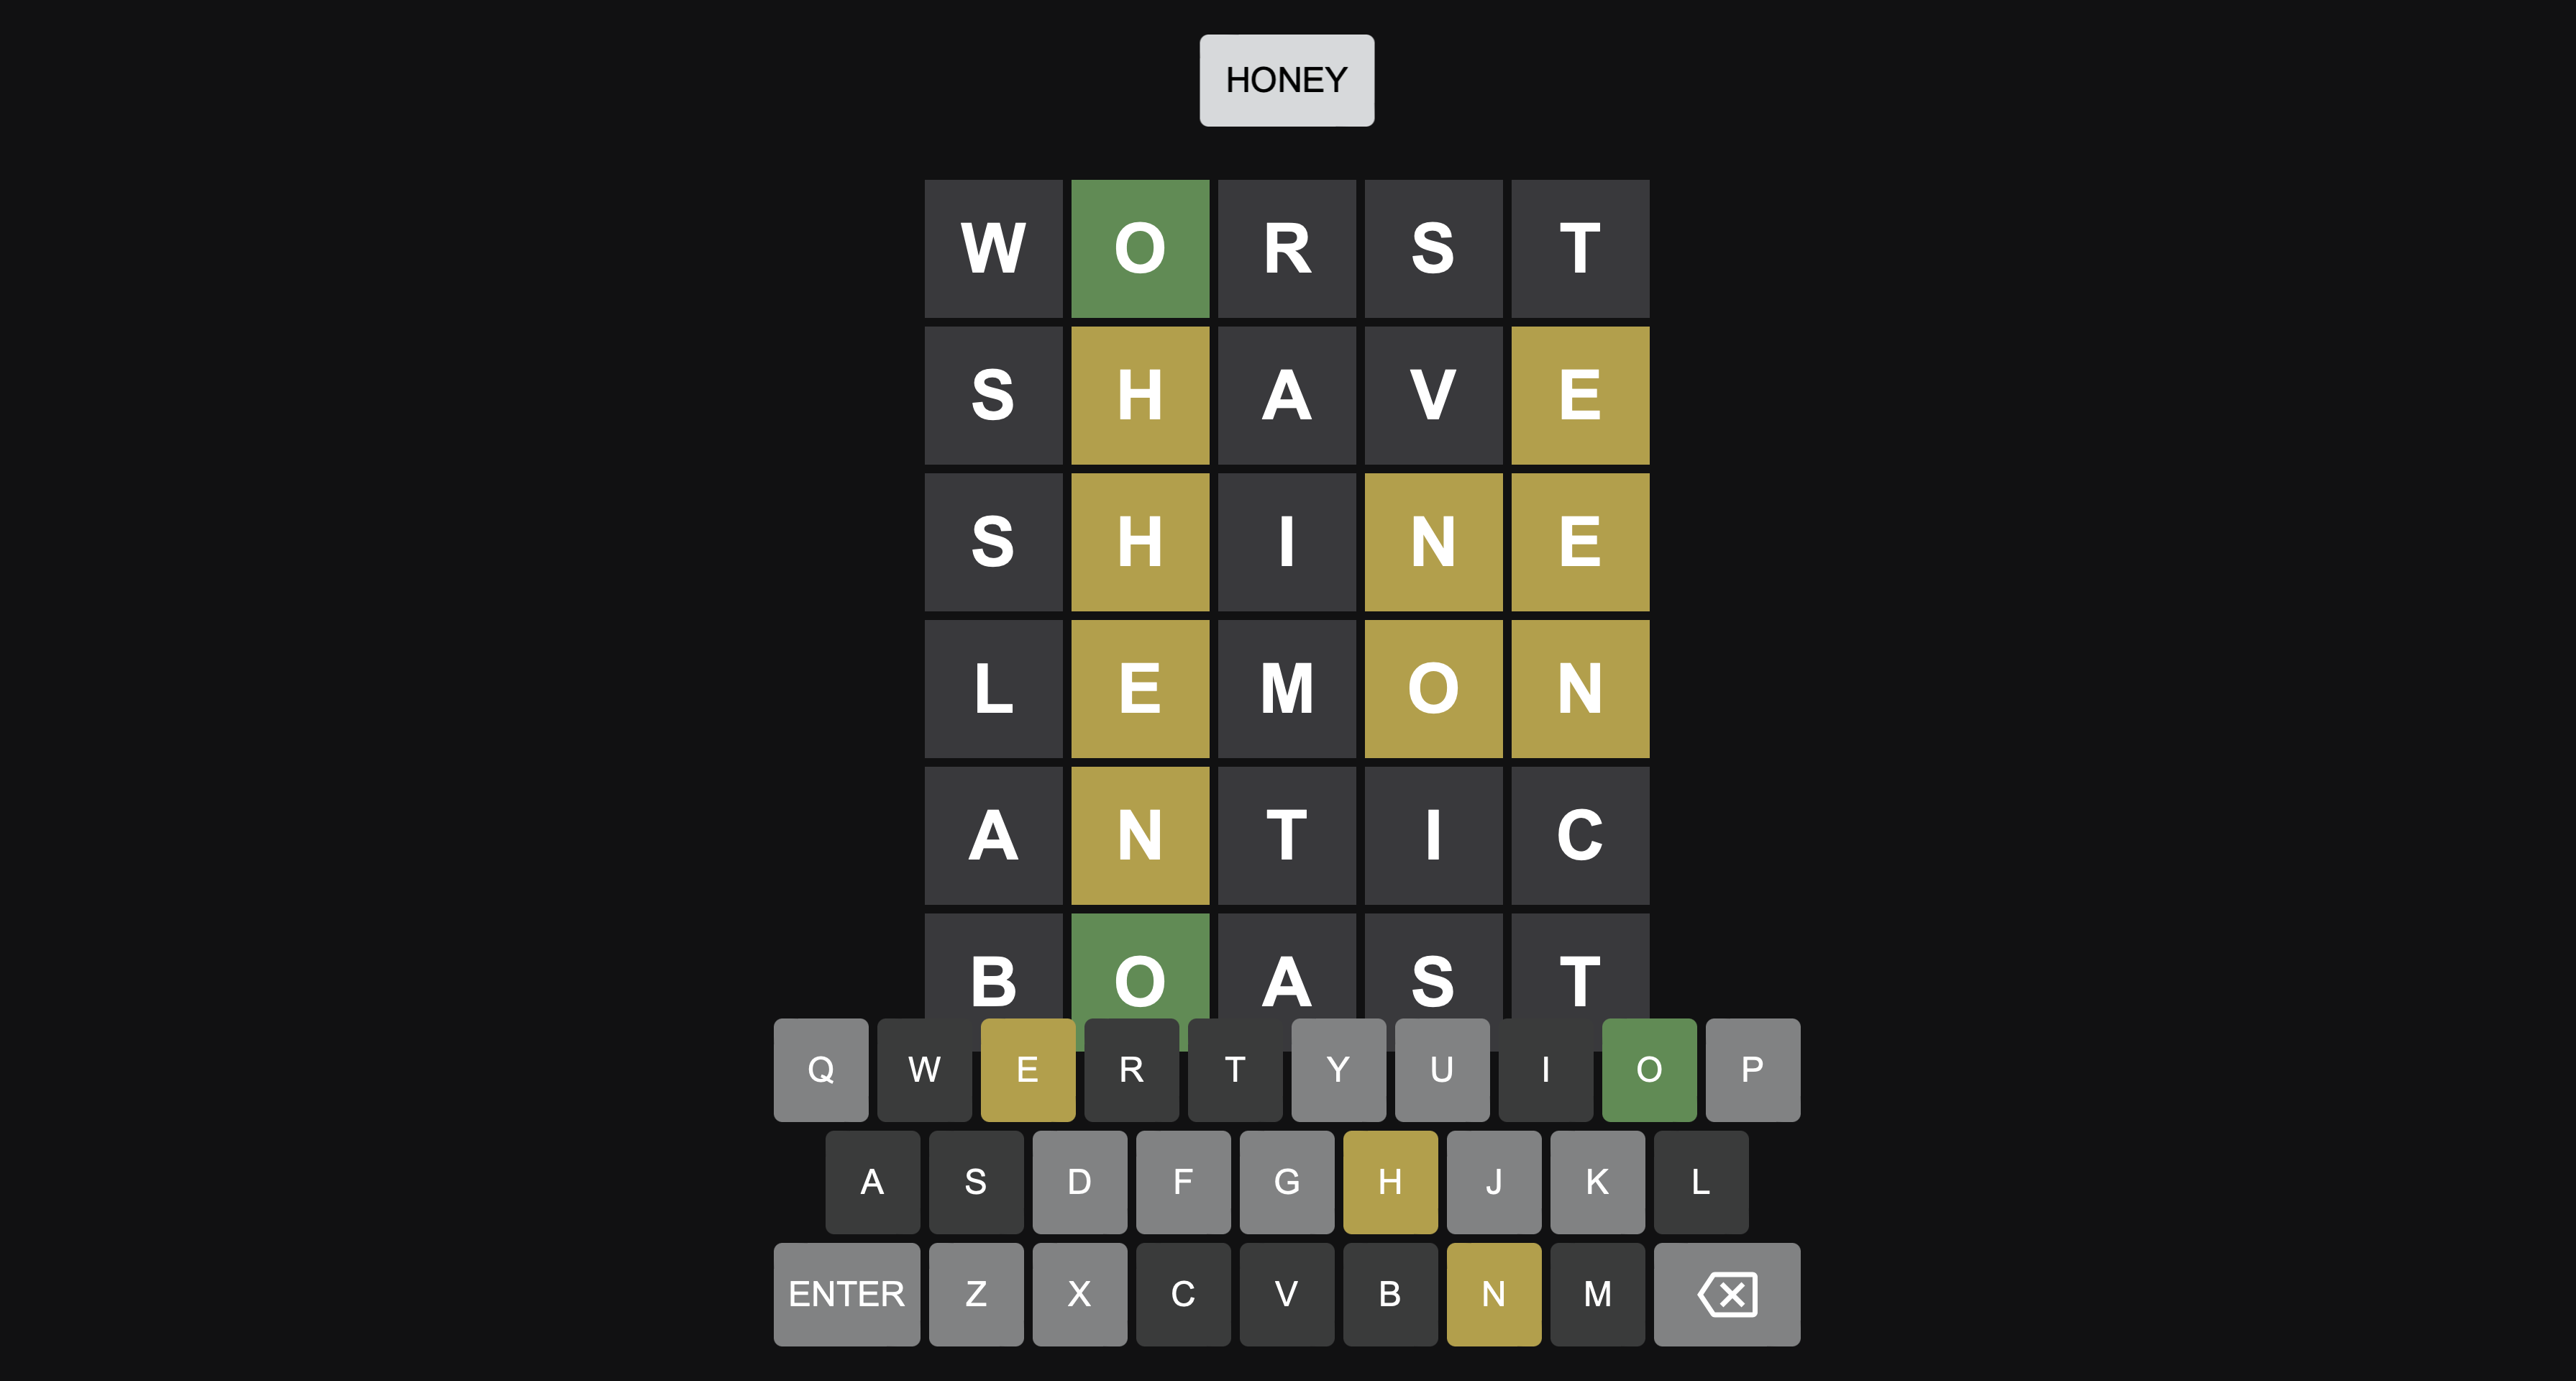 HONEY
W O R S T
S H A V E
S H I N E
L E M O N
A N T I C
B O A S T
Q W E R T Y U I O P
A S D F G H J K L
ENTER Z X C V B N M